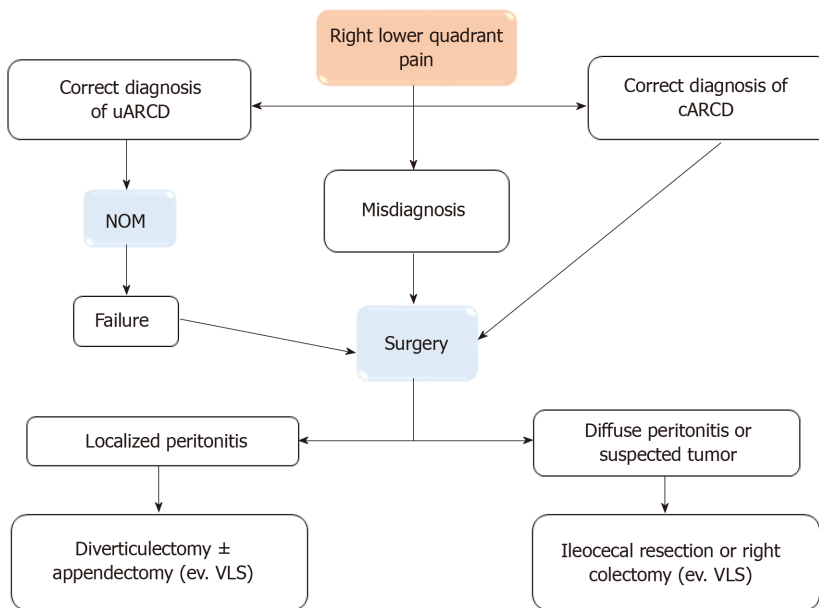 Right lower quadrant
pain
Correct diagnosis
of uARCD
Correct diagnosis of
cARCD
NOM
Misdiagnosis
Failure
Surgery
Localized peritonitis
Diffuse peritonitis or
suspected tumor
Diverticulectomy ±
appendectomy (ev. VLS)
Ileocecal resection or right
colectomy (ev. VLS)